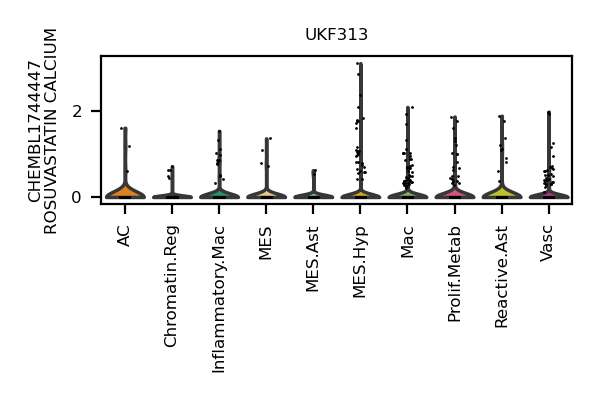 UKF313
CHEMBL1744447
ROSUVASTATIN CALCIUM
2
0
AC
Chromatin.Reg
Inflammatory.Mac
MES
MES.Ast
MES.Hyp
Mac
Prolif.Metab
Reactive.Ast
Vasc